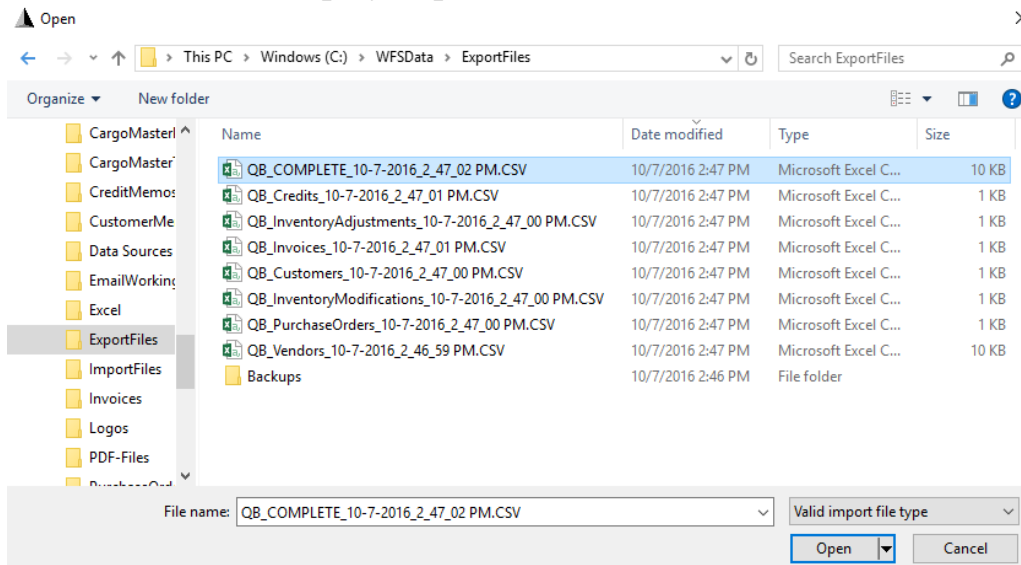 Open
This PC > Windows (C:) > WFSData > ExportFiles
Search ExportFiles
Organize
New folder
Name Date modified Type Size
CargoMasterl
CargoMaster
CreditMemos
CustomerMe
Data Sources
EmailWorking
Excel
ExportFiles
ImportFiles
Invoices
Logos
PDF-Files
QB_COMPLETE_10-7-2016_2_47_02 PM.CSV 10/7/2016 2:47 PM Microsoft Excel C... 10 KB
QB_Credits_10-7-2016_2_47_01 PM.CSV 10/7/2016 2:47 PM Microsoft Excel C... 1 KB
QB_InventoryAdjustments_10-7-2016_2_47_00 PM.CSV 10/7/2016 2:47 PM Microsoft Excel C... 1 KB
QB_Invoices_10-7-2016_2_47_01 PM.CSV 10/7/2016 2:47 PM Microsoft Excel C... 1 KB
QB_Customers_10-7-2016_2_47_00 PM.CSV 10/7/2016 2:47 PM Microsoft Excel C... 1 KB
QB_InventoryModifications_10-7-2016_2_47_00 PM.CSV 10/7/2016 2:47 PM Microsoft Excel C... 1 KB
QB_PurchaseOrders_10-7-2016_2_47_00 PM.CSV 10/7/2016 2:47 PM Microsoft Excel C... 1 KB
QB_Vendors_10-7-2016_2_46_59 PM.CSV 10/7/2016 2:47 PM Microsoft Excel C... 10 KB
Backups 10/7/2016 2:46 PM File folder
File name: QB_COMPLETE_10-7-2016_2_47_02 PM.CSV
Valid import file type
Open
Cancel